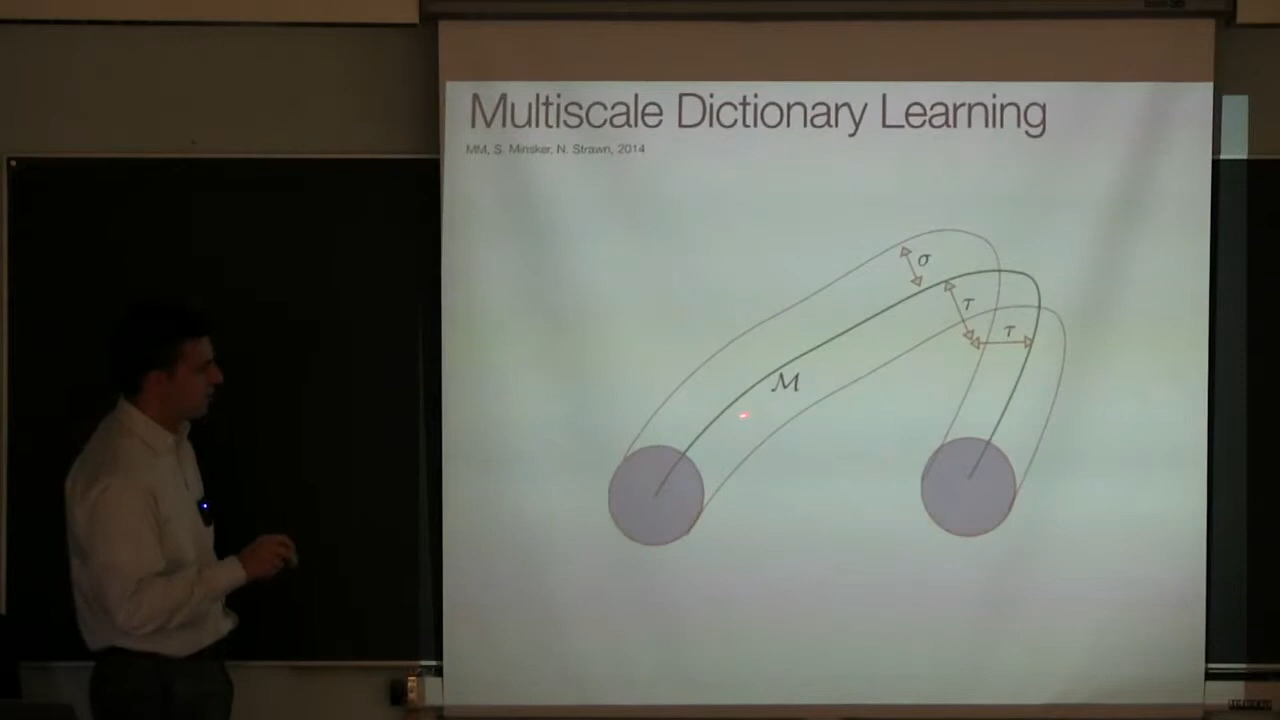 Multiscale Dictionary Learning
MM, S. Minsker, N. Strawn, 2014
σ
τ
τ
M